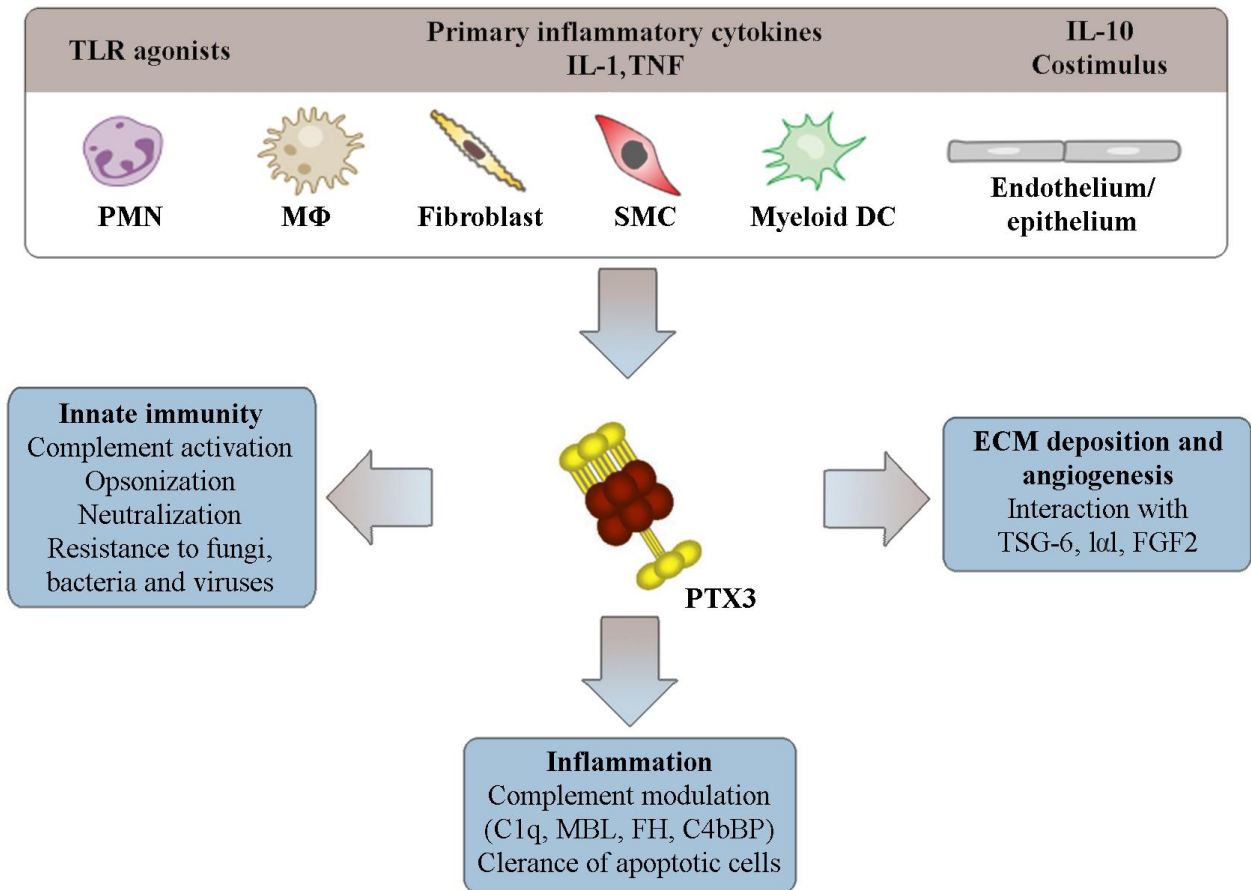 TLR agonists
Primary inflammatory cytokines
IL-1,TNF
IL-10
Costimulus
PMN
MΦ
Fibroblast
SMC
Myeloid DC
Endothelium/
epithelium
Innate immunity
Complement activation
Opsonization
Neutralization
Resistance to fungi,
bacteria and viruses
PTX3
ECM deposition and
angiogenesis
Interaction with
TSG-6, lαl, FGF2
Inflammation
Complement modulation
(C1q, MBL, FH, C4bBP)
Clerance of apoptotic cells